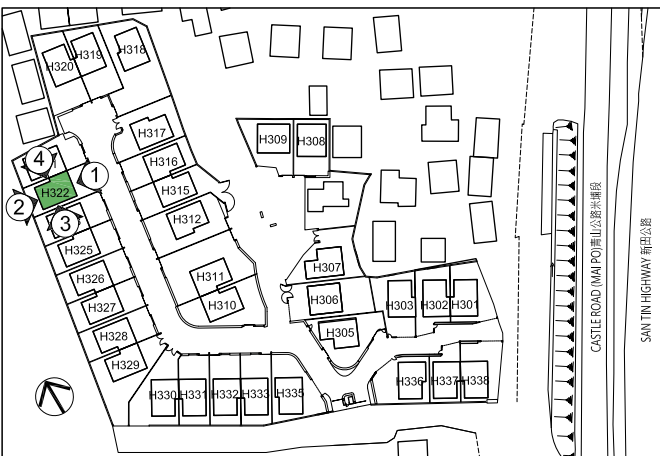 H320
H319
H318
H317
H316
H315
H312
H311
H310
H309
H308
H307
H306
H305
H303
H302
H301
4
H322
1
2
3
H325
H326
H327
H328
H329
H330
H331
H332
H333
H335
H336
H337
H338
CASTLE ROAD (MAI PO)青山公路米埔段
SAN TIN HIGHWAY 新田公路